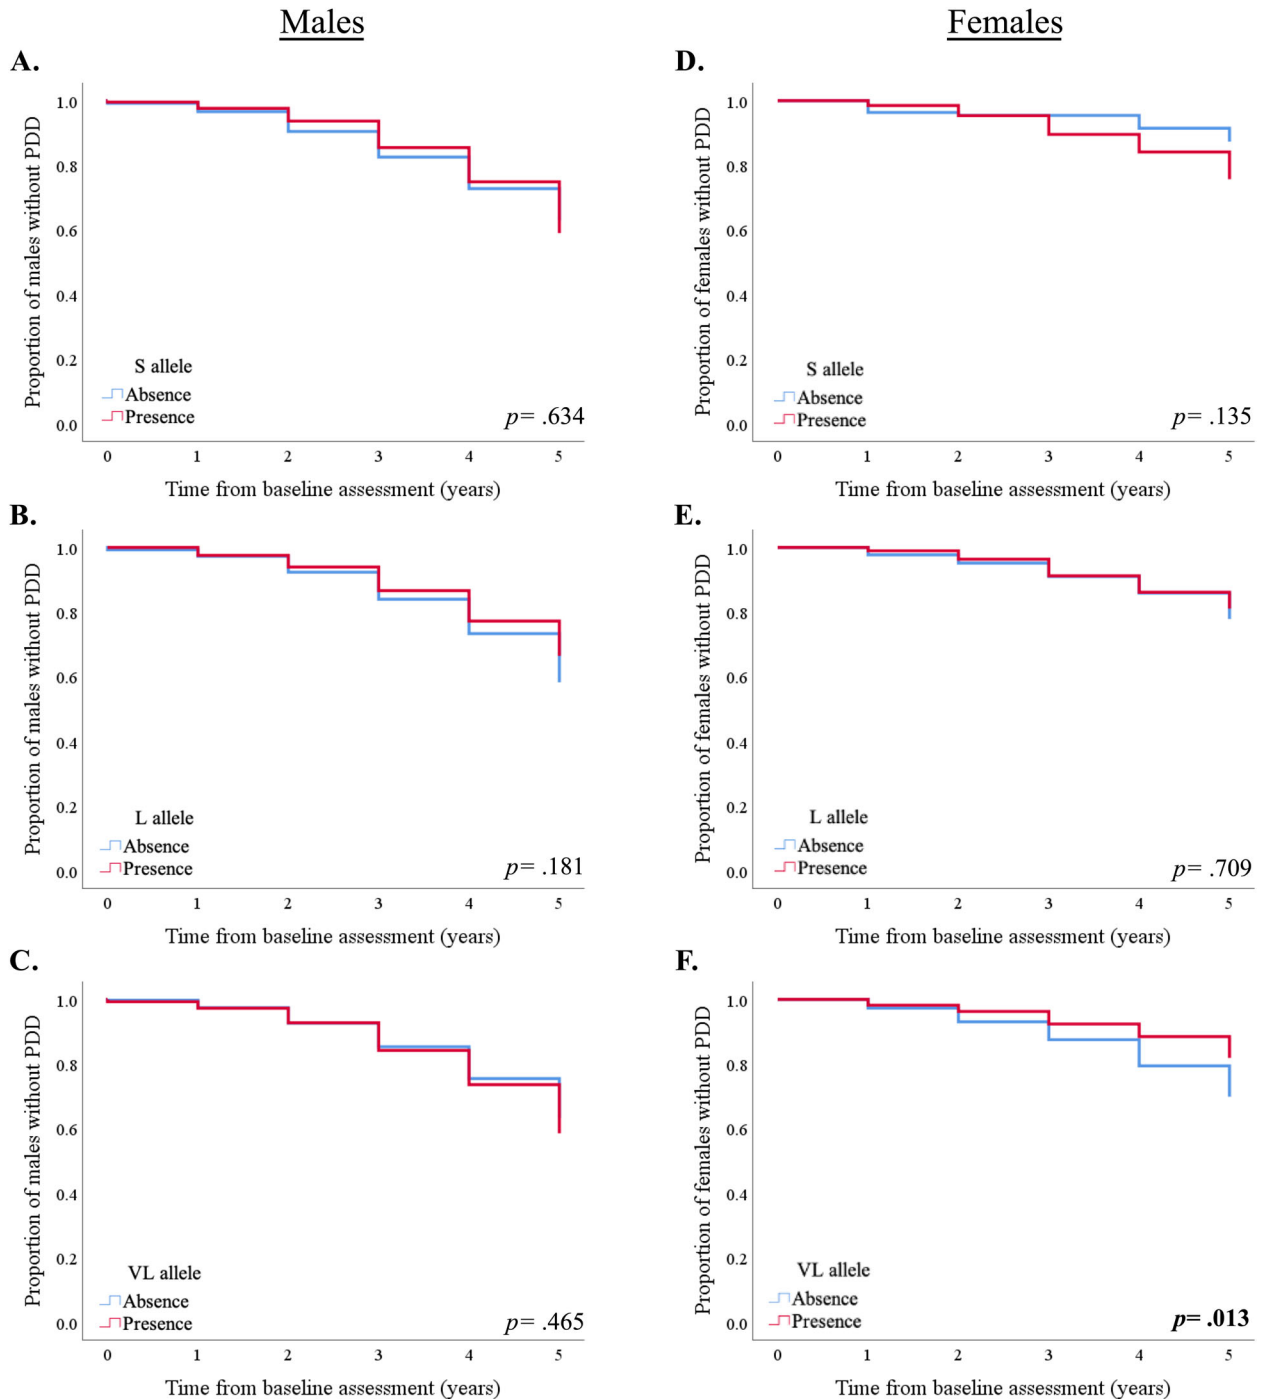 Males
Females
A.
Proportion of males without PDD
1.0
0.8
0.6
0.4
0.2
0.0
S allele
Absence
Presence
p= .634
0 1 2 3 4 5
Time from baseline assessment (years)
D.
Proportion of females without PDD
1.0
0.8
0.6
0.4
0.2
0.0
S allele
Absence
Presence
p= .135
0 1 2 3 4 5
Time from baseline assessment (years)
B.
Proportion of males without PDD
1.0
0.8
0.6
0.4
0.2
0.0
L allele
Absence
Presence
p= .181
0 1 2 3 4 5
Time from baseline assessment (years)
E.
Proportion of females without PDD
1.0
0.8
0.6
0.4
0.2
0.0
L allele
Absence
Presence
p= .709
0 1 2 3 4 5
Time from baseline assessment (years)
C.
Proportion of males without PDD
1.0
0.8
0.6
0.4
0.2
0.0
VL allele
Absence
Presence
p= .465
0 1 2 3 4 5
Time from baseline assessment (years)
F.
Proportion of females without PDD
1.0
0.8
0.6
0.4
0.2
0.0
VL allele
Absence
Presence
p= .013
0 1 2 3 4 5
Time from baseline assessment (years)